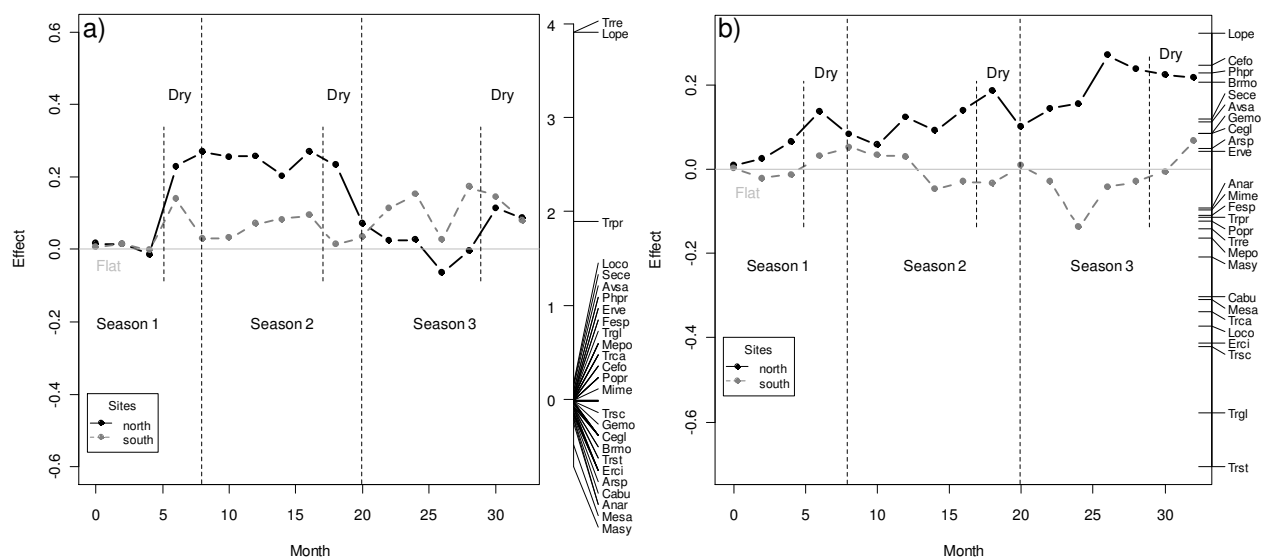 a)
Effect
0.6
0.4
0.2
0.0
-0.2
-0.4
-0.6
Dry
Dry
Dry
Flat
Season 1
Season 2
Season 3
Sites
north
south
0
5
10
15
20
25
30
Month
4
3
2
1
0
Trre
Lope
Trpr
Loco
Sece
Avsa
Phpr
Erve
Fesp
Trgl
Mepo
Trca
Cefo
Popr
Mime
Trsc
Gemo
Cegl
Brmo
Trst
Erci
Arsp
Cabu
Anar
Mesa
Masy
b)
Effect
0.2
0.0
-0.2
-0.4
-0.6
Dry
Dry
Dry
Flat
Season 1
Season 2
Season 3
Sites
north
south
0
5
10
15
20
25
30
Month
Lope
Cefo
Phpr
Brmo
Sece
Avsa
Gemo
Cegl
Arsp
Erve
Anar
Mime
Fesp
Trpr
Popr
Trre
Mepo
Masy
Cabu
Mesa
Trca
Loco
Erci
Trsc
Trgl
Trst